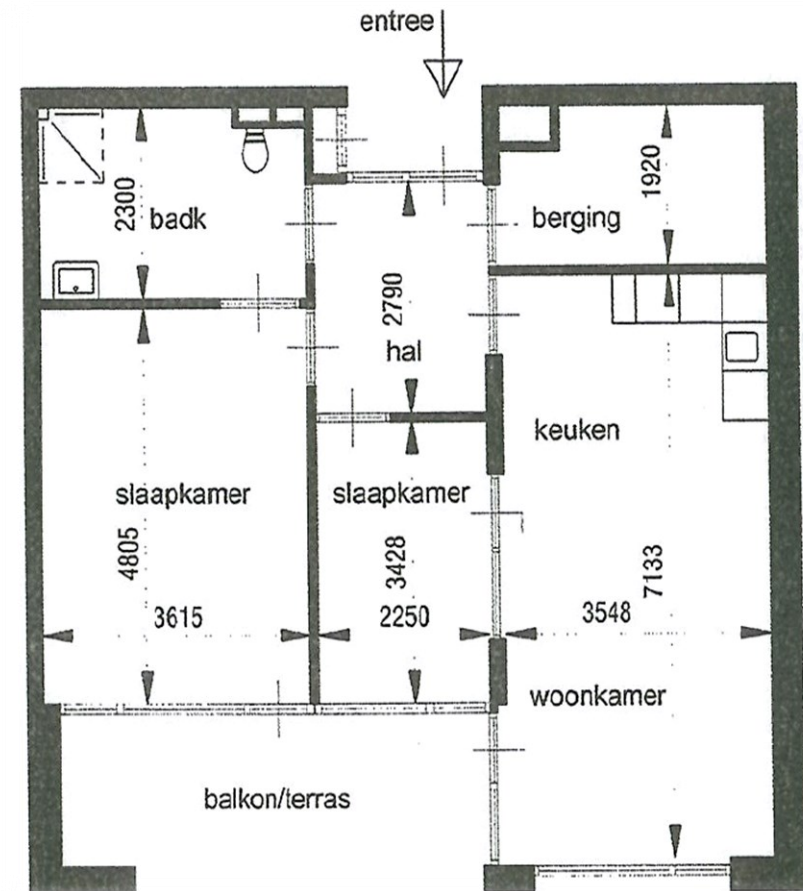 entree
2300
badk
berging
1920
2790
hal
keuken
slaapkamer
slaapkamer
4805
3428
7133
3615
2250
3548
woonkamer
balkon/terras